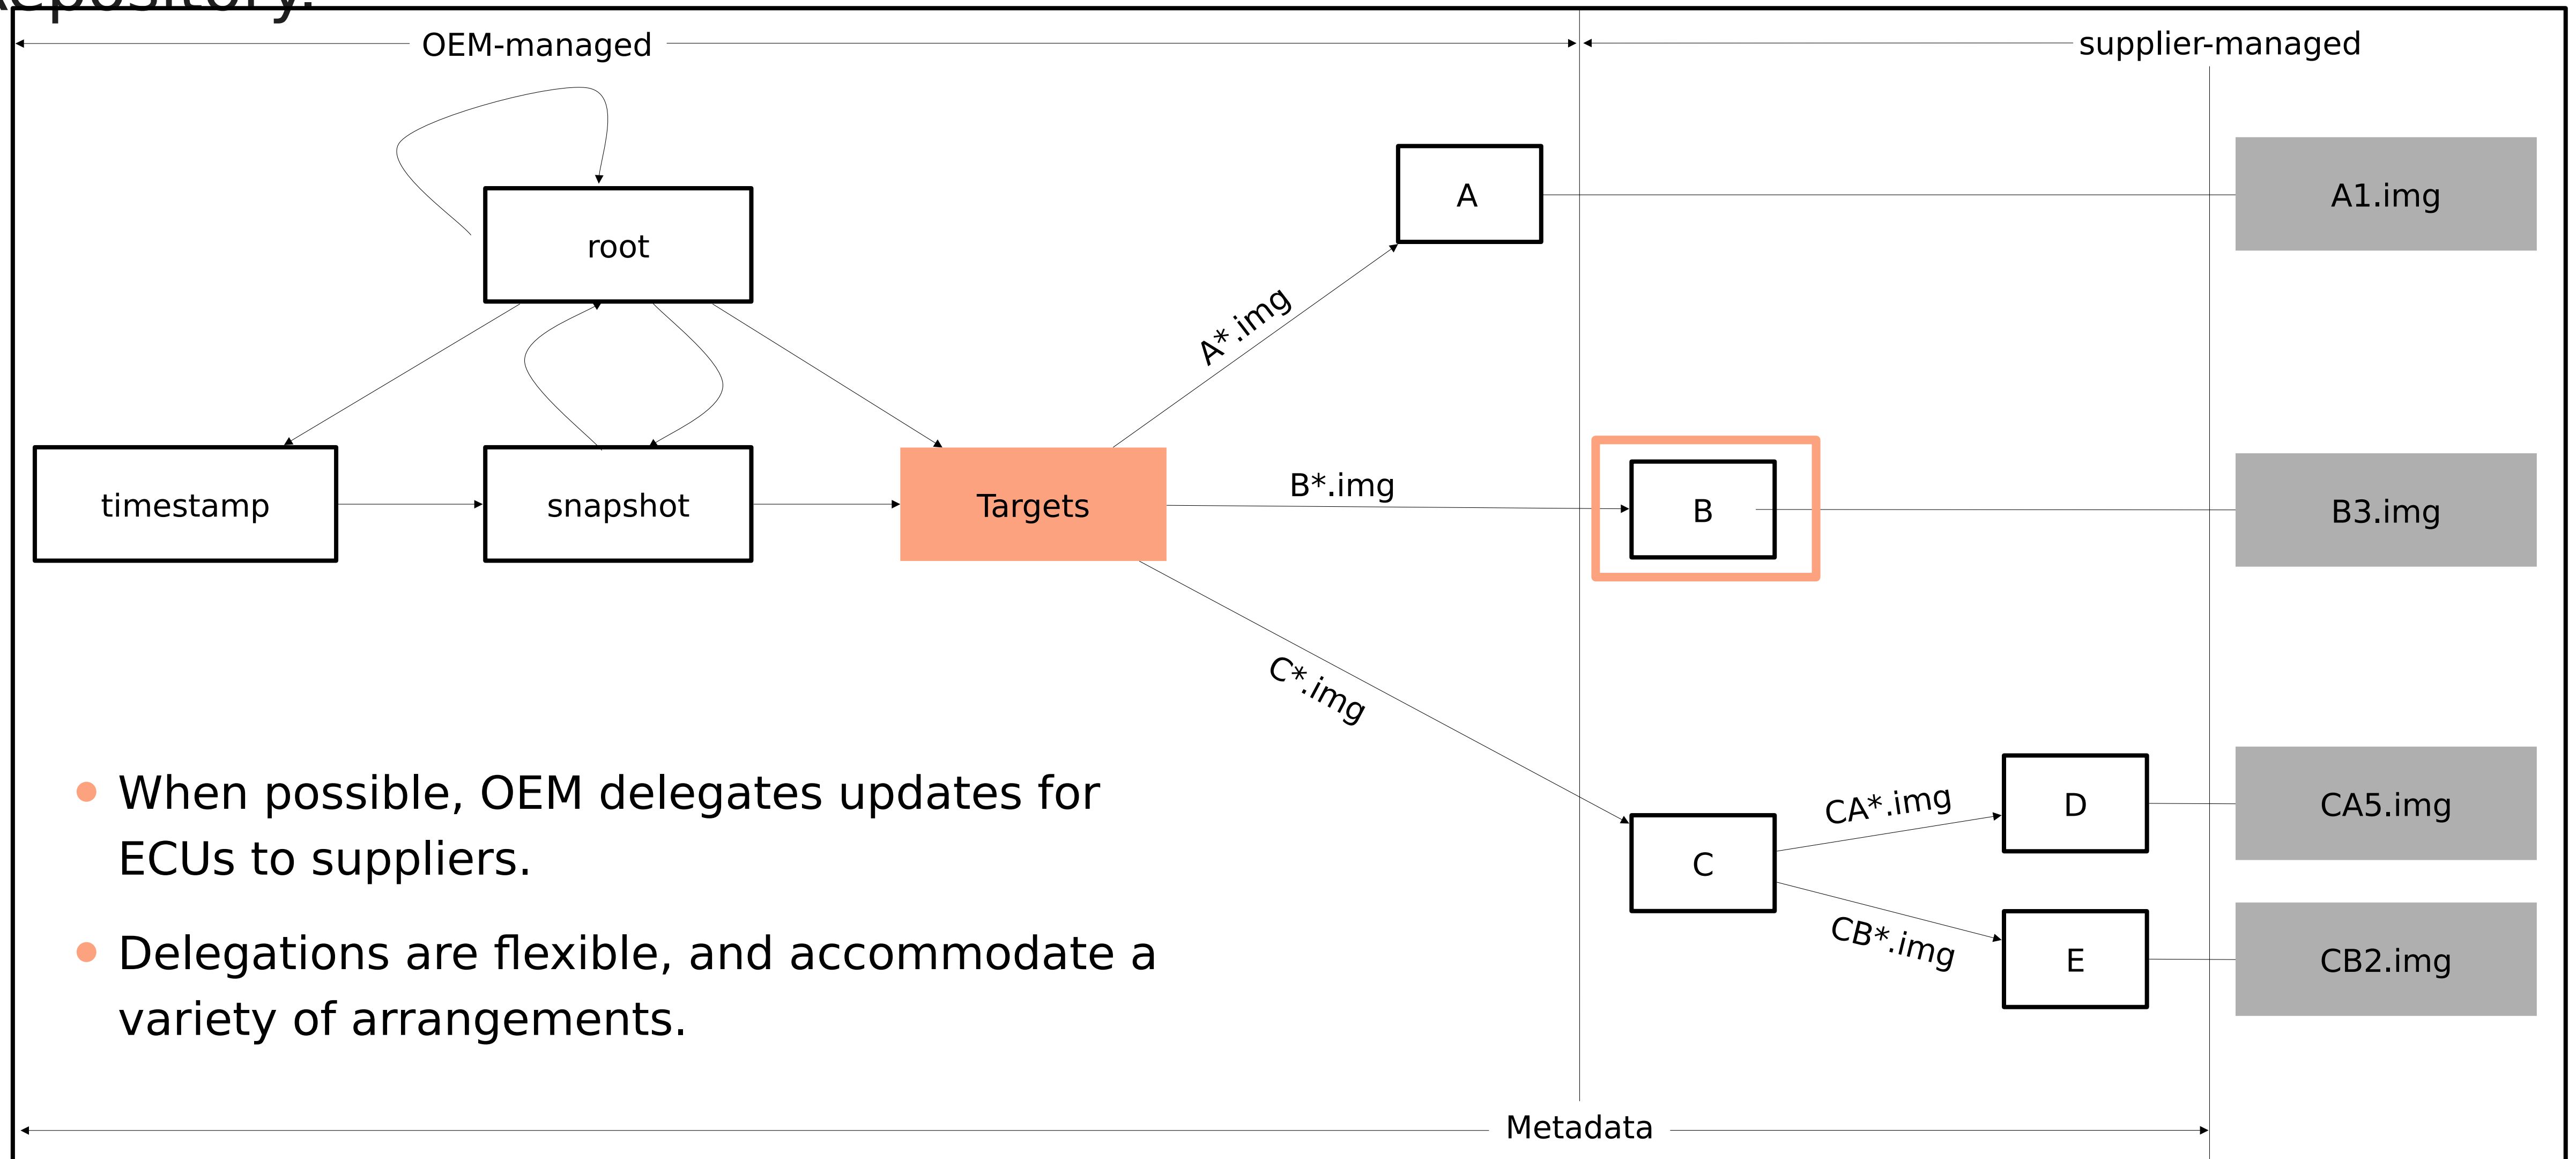 Repository.
OEM-managed
supplier-managed
A
A1.img
root
A*.img
timestamp
snapshot
Targets
B*.img
B
B3.img
C*.img
When possible, OEM delegates updates for
ECUs to suppliers.
Delegations are flexible, and accommodate a
variety of arrangements.
C
CA*.img
D
CA5.img
CB*.img
E
CB2.img
Metadata